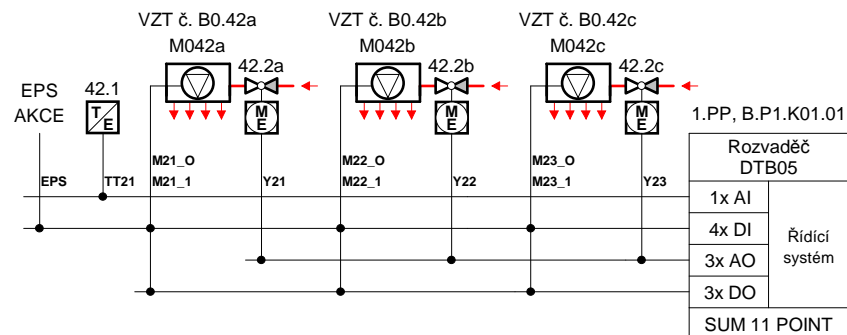 VZT č. B0.42a
M042a
VZT č. B0.42b
M042b
VZT č. B0.42c
M042c
EPS
AKCE
42.1
T
E
42.2a
M
E
42.2b
M
E
42.2c
M
E
1.PP, B.P1.K01.01
Rozvaděč
DTB05
M21_O
M21_1
M22_O
M22_1
M23_O
M23_1
EPS
TT21
Y21
Y22
Y23
1x AI
4x DI
3x AO
3x DO
Řídící
systém
SUM 11 POINT